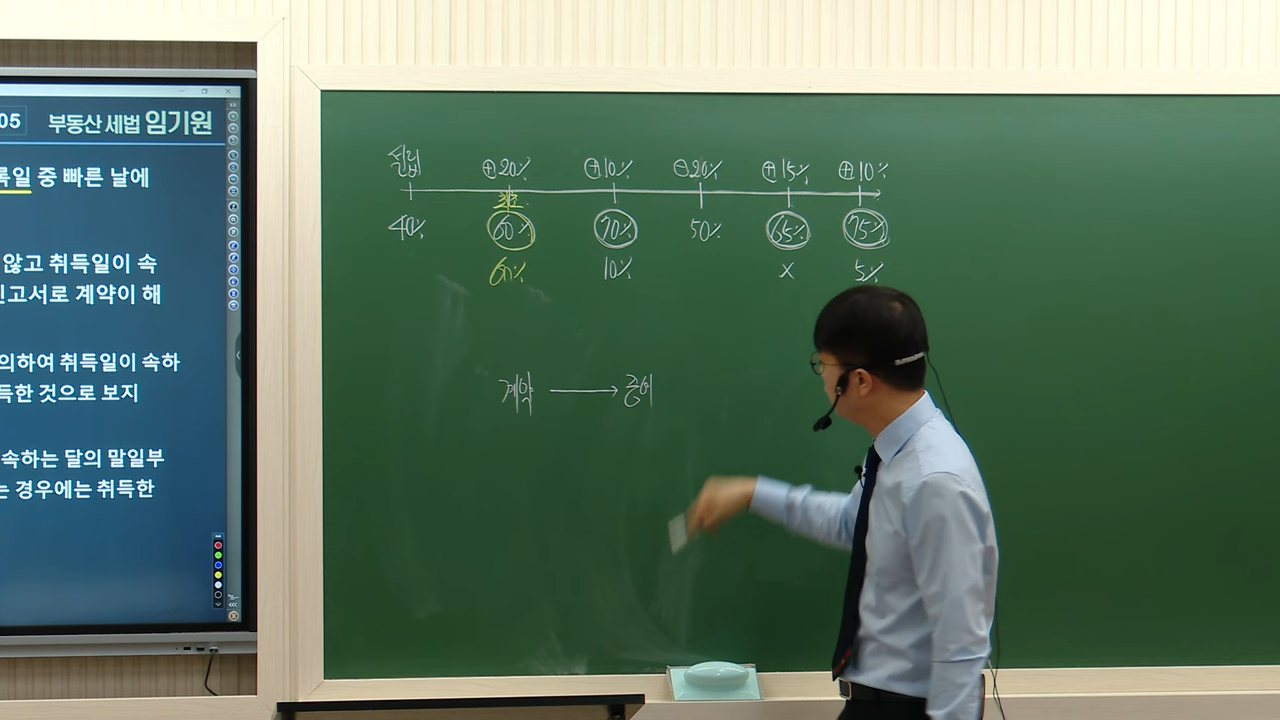 05 부동산 세법 임기원
록일 중 빠른 날에
않고 취득일이 속
신고서로 계약이 해
의하여 취득일이 속하
득한 것으로 보지
속하는 달의 말일부
는 경우에는 취득한
설립 ⊕20% ⊕10% ⊖20% ⊕15% ⊕10%
최초
40% 60% 70% 50% 65% 75%
60% 10% x 5%
계약 → 증여